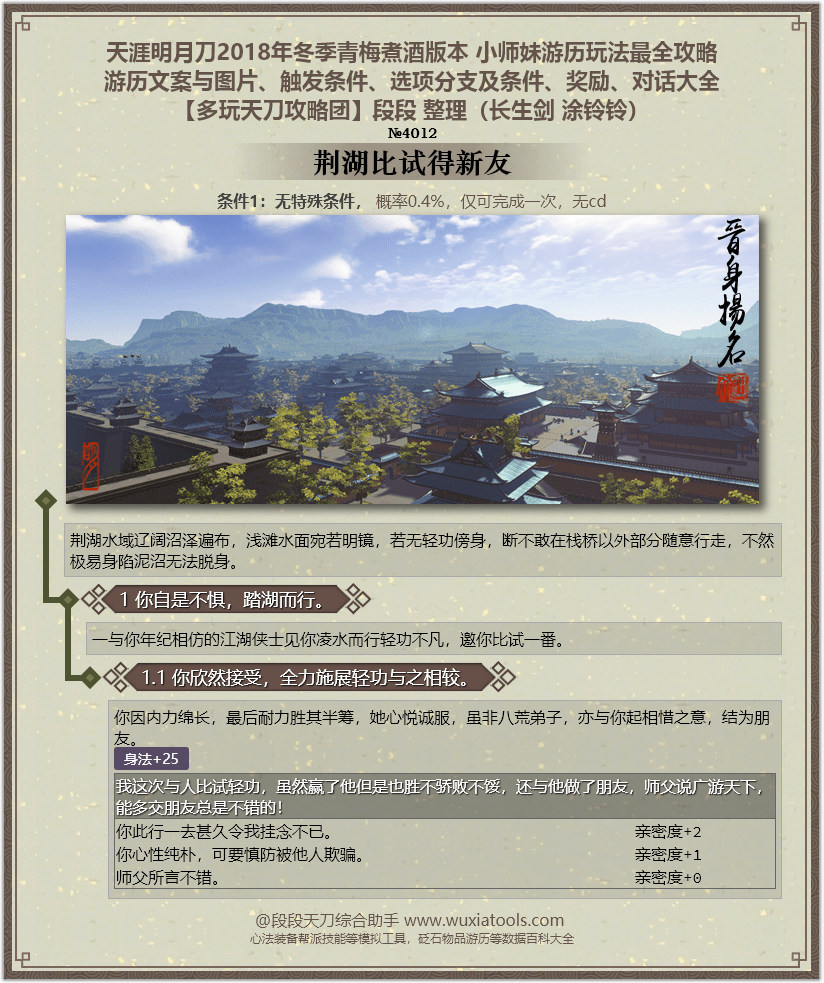 天涯明月刀2018年冬季青梅煮酒版本 小师妹游历玩法最全攻略
游历文案与图片、触发条件、选项分支及条件、奖励、对话大全
【多玩天刀攻略团】段段 整理（长生剑 涂铃铃）
№4012
荆湖比试得新友
条件1：无特殊条件， 概率0.4%，仅可完成一次，无cd
晋身揚名
荆湖水域辽阔沼泽遍布，浅滩水面宛若明镜，若无轻功傍身，断不敢在栈桥以外部分随意行走，不然
极易身陷泥沼无法脱身。
1 你自是不惧，踏湖而行。
一与你年纪相仿的江湖侠士见你凌水而行轻功不凡，邀你比试一番。
1.1 你欣然接受，全力施展轻功与之相较。
你因内力绵长，最后耐力胜其半筹，她心悦诚服，虽非八荒弟子，亦与你起相惜之意，结为朋
友。
身法+25
我这次与人比试轻功，虽然赢了他但是也胜不骄败不馁，还与他做了朋友，师父说广游天下，
能多交朋友总是不错的！
你此行一去甚久令我挂念不已。 亲密度+2
你心性纯朴，可要慎防被他人欺骗。 亲密度+1
师父所言不错。 亲密度+0
@段段天刀综合助手 www.wuxiatools.com
心法装备帮派技能等模拟工具，砭石物品游历等数据百科大全